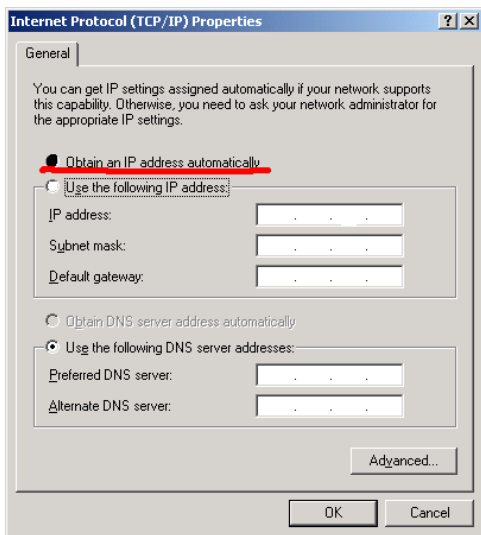 Internet Protocol (TCP/IP) Properties
General
You can get IP settings assigned automatically if your network supports
this capability. Otherwise, you need to ask your network administrator for
the appropriate IP settings.
Obtain an IP address automatically
Use the following IP address:
IP address:
Subnet mask:
Default gateway:
Obtain DNS server address automatically
Use the following DNS server addresses:
Preferred DNS server:
Alternate DNS server:
Advanced...
OK Cancel